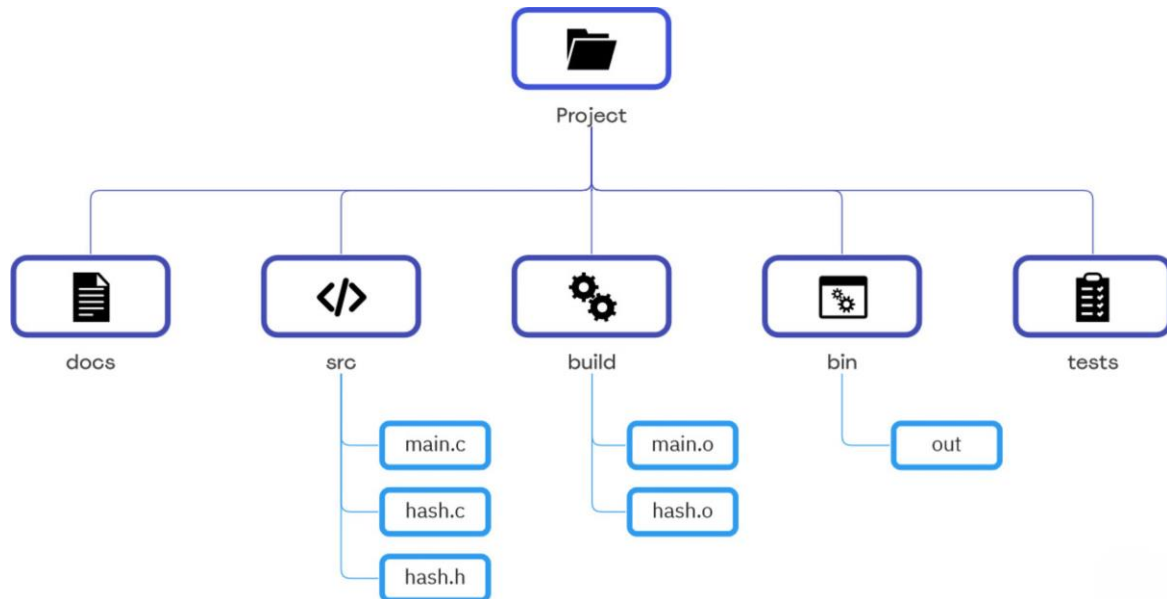 Project
docs
src
build
bin
tests
main.c
main.o
out
hash.c
hash.o
hash.h